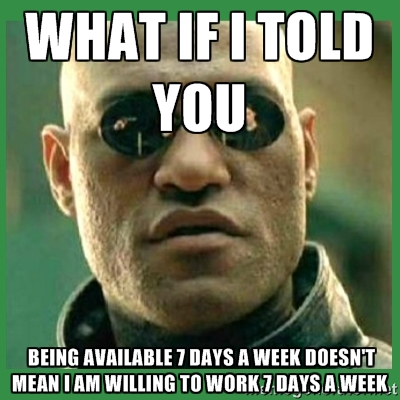 WHAT IF I TOLD
YOU
BEING AVAILABLE 7 DAYS A WEEK DOESN'T
MEAN I AM WILLING TO WORK 7 DAYS A WEEK